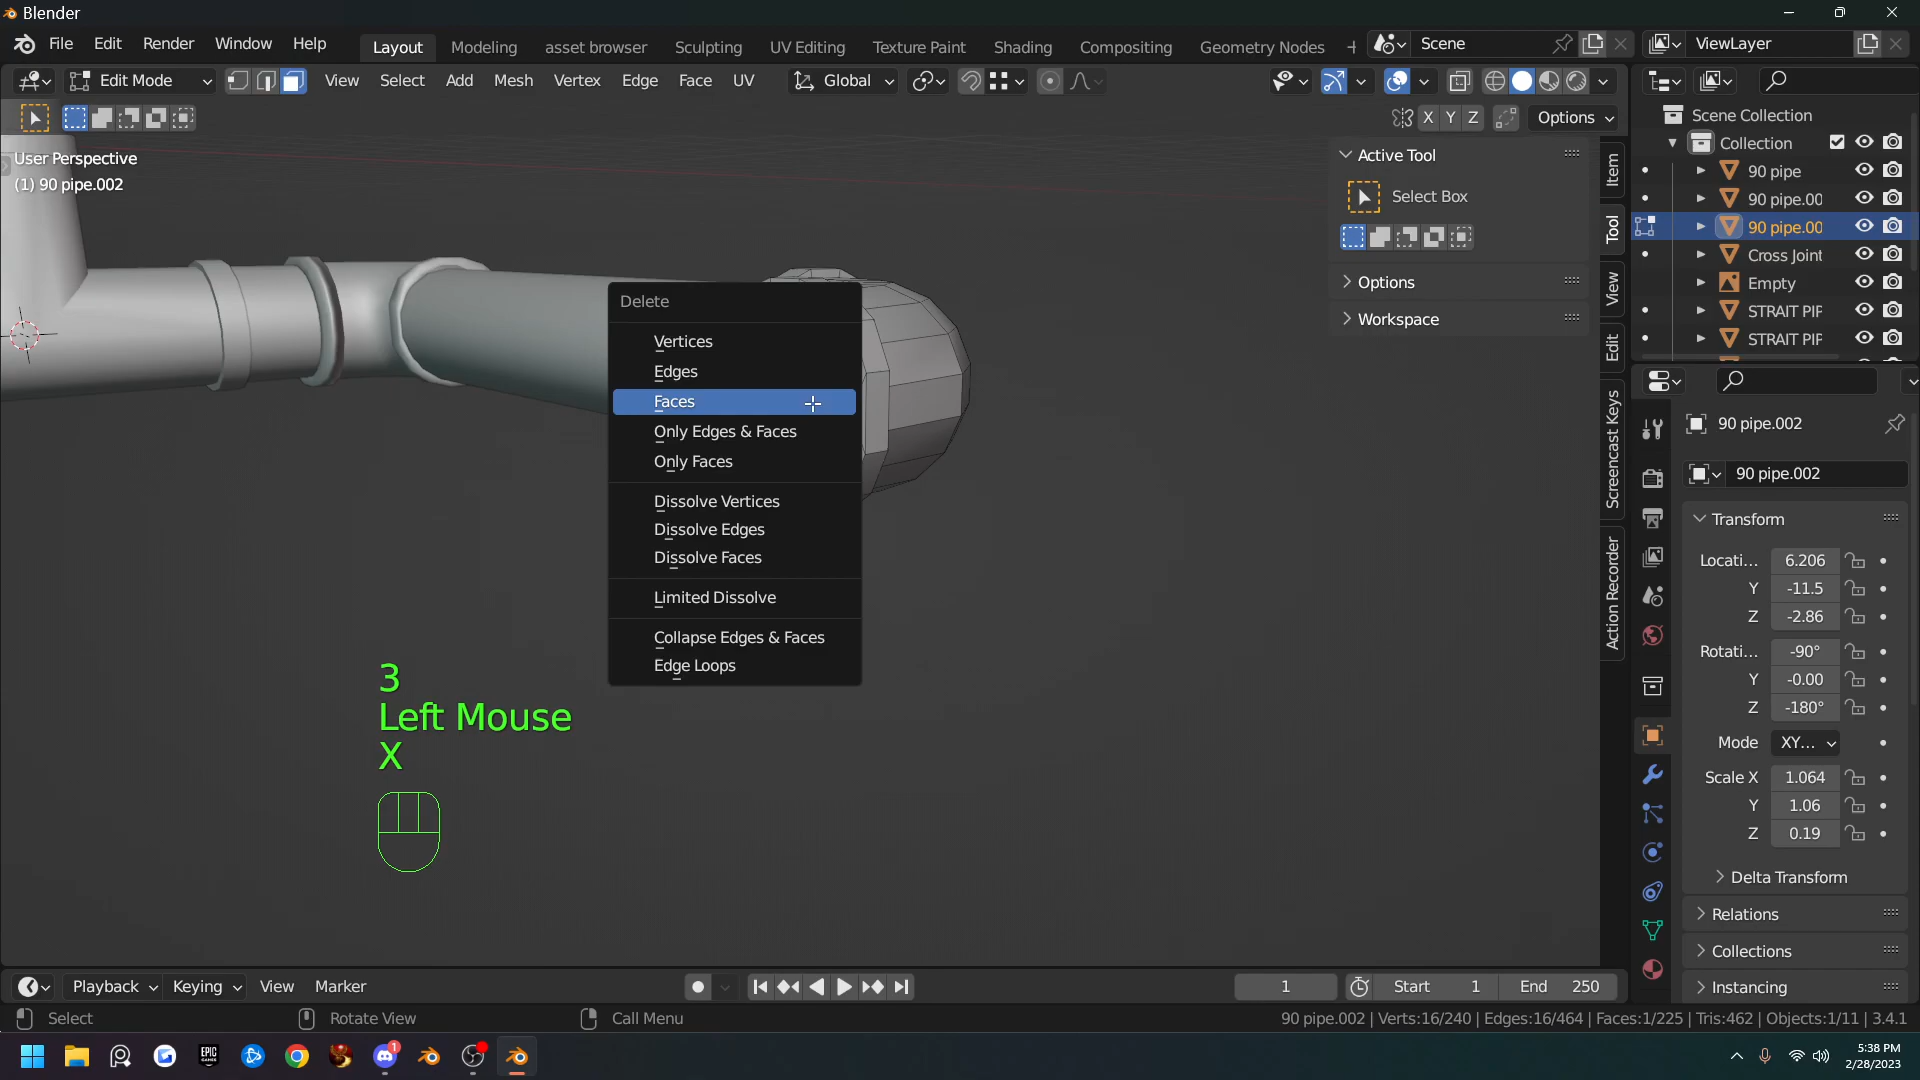 Blender
File Edit Render Window Help Layout Modeling asset browser Sculpting UV Editing Texture Paint Shading Compositing Geometry Nodes Scene ViewLayer
Edit Mode View Select Add Mesh Vertex Edge Face UV Global
X Y Z Options
User Perspective
(1) 90 pipe.002
Delete
Vertices
Edges
Faces
Only Edges & Faces
Only Faces
Dissolve Vertices
Dissolve Edges
Dissolve Faces
Limited Dissolve
Collapse Edges & Faces
Edge Loops
3
Left Mouse
X
Active Tool
Select Box
Options
Workspace
Item
Tool
View
Edit
Screencast Keys
Action Recorder
Scene Collection
Collection
90 pipe
90 pipe.00
90 pipe.00
Cross Joint
Empty
STRAIT PIF
STRAIT PIF
90 pipe.002
90 pipe.002
Transform
Locati... 6.206
Y -11.5
Z -2.86
Rotati... -90°
Y -0.00
Z -180°
Mode XY...
Scale X 1.064
Y 1.06
Z 0.19
Delta Transform
Relations
Collections
Instancing
Playback Keying View Marker 1 Start 1 End 250
Select Rotate View Call Menu 90 pipe.002 | Verts:16/240 | Edges:16/464 | Faces:1/225 | Tris:462 | Objects:1/11 | 3.4.1
EPIC
GAMES
1
5:38 PM
2/28/2023